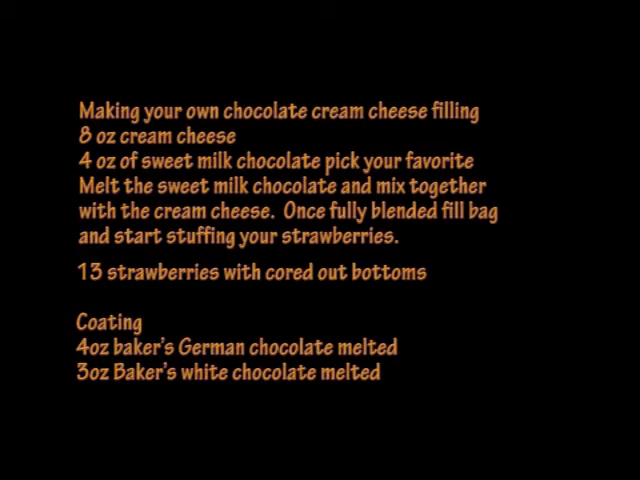 Making your own chocolate cream cheese filling
8 oz cream cheese
4 oz of sweet milk chocolate pick your favorite
Melt the sweet milk chocolate and mix together
with the cream cheese.  Once fully blended fill bag
and start stuffing your strawberries.
13 strawberries with cored out bottoms
Coating
4oz baker's German chocolate melted
3oz Baker's white chocolate melted